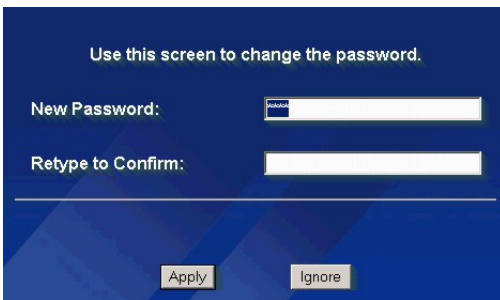 Use this screen to change the password.
New Password:
****
Retype to Confirm:
Apply
Ignore